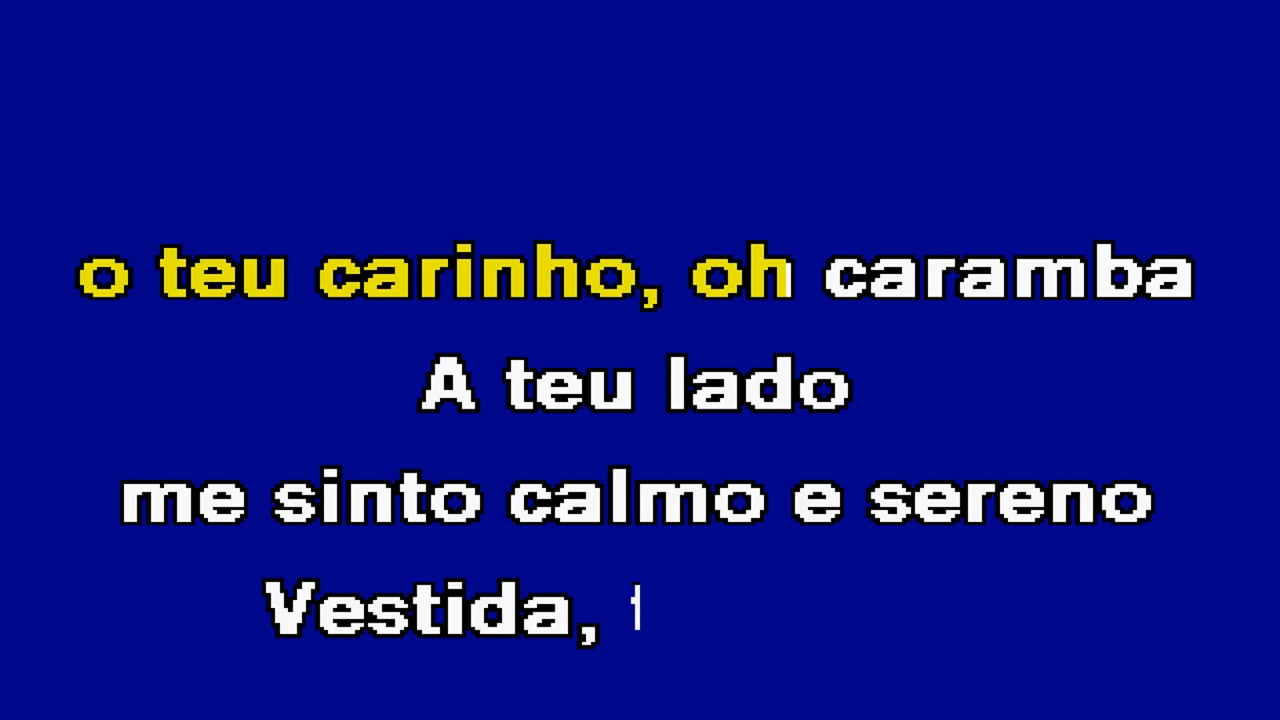 o teu carinho, oh caramba
A teu lado
me sinto calmo e sereno
Vestida,